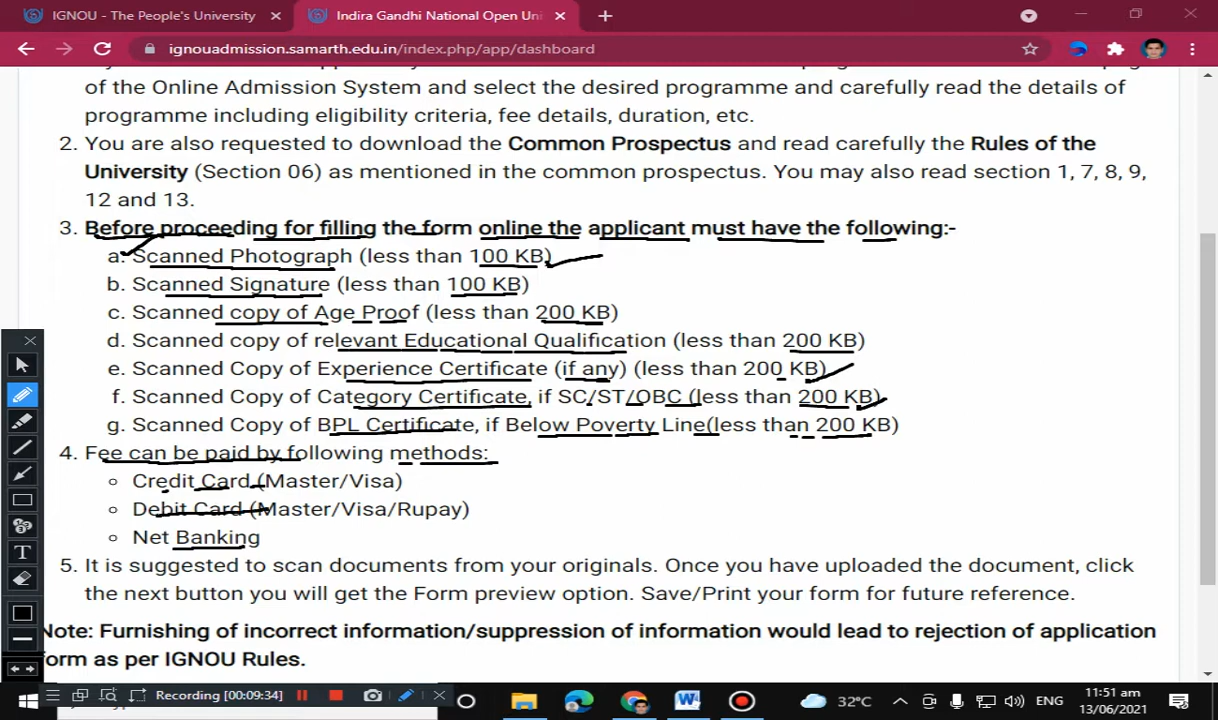 IGNOU - The People's University
Indira Gandhi National Open Uni
ignouadmission.samarth.edu.in/index.php/app/dashboard
of the Online Admission System and select the desired programme and carefully read the details of
programme including eligibility criteria, fee details, duration, etc.
2. You are also requested to download the Common Prospectus and read carefully the Rules of the
University (Section 06) as mentioned in the common prospectus. You may also read section 1, 7, 8, 9,
12 and 13.
3. Before proceeding for filling the form online the applicant must have the following:-
a. Scanned Photograph (less than 100 KB)
b. Scanned Signature (less than 100 KB)
c. Scanned copy of Age Proof (less than 200 KB)
d. Scanned copy of relevant Educational Qualification (less than 200 KB)
e. Scanned Copy of Experience Certificate (if any) (less than 200 KB)
f. Scanned Copy of Category Certificate, if SC/ST/OBC (less than 200 KB)
g. Scanned Copy of BPL Certificate, if Below Poverty Line(less than 200 KB)
4. Fee can be paid by following methods:
Credit Card (Master/Visa)
Debit Card (Master/Visa/Rupay)
Net Banking
5. It is suggested to scan documents from your originals. Once you have uploaded the document, click
the next button you will get the Form preview option. Save/Print your form for future reference.
Note: Furnishing of incorrect information/suppression of information would lead to rejection of application
form as per IGNOU Rules.
Recording [00:09:34]
32°C
ENG
11:51 am
13/06/2021